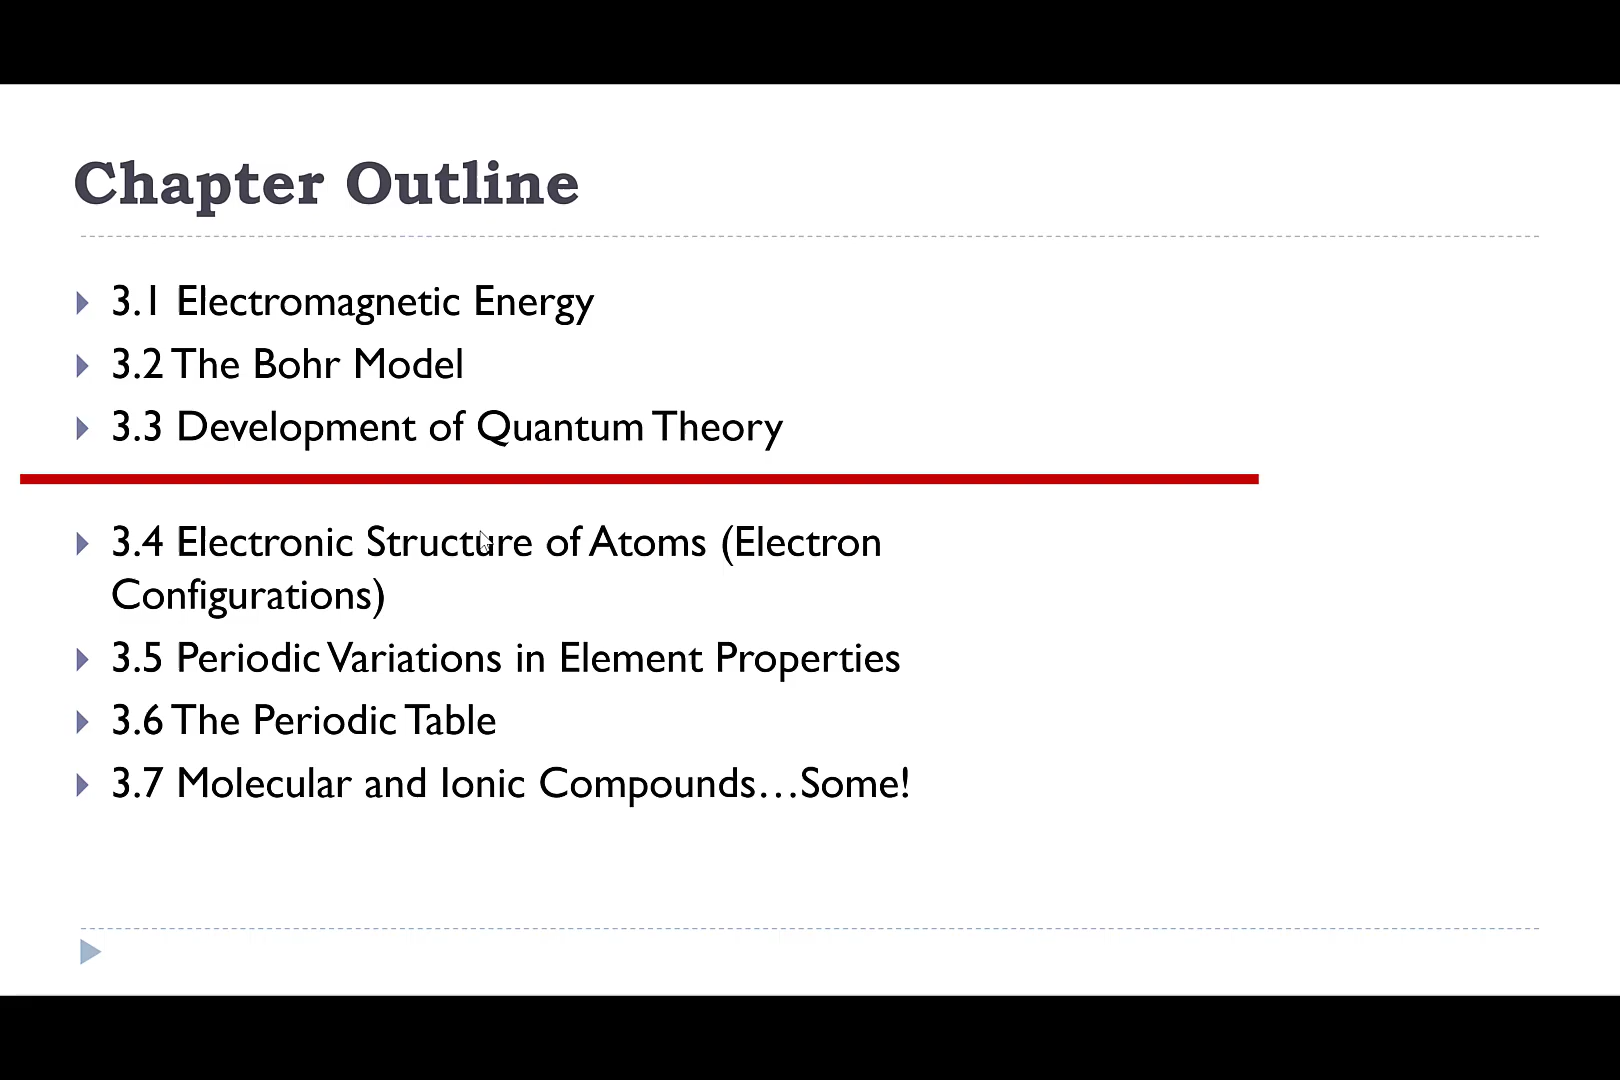 Chapter Outline
3.1 Electromagnetic Energy
3.2 The Bohr Model
3.3 Development of Quantum Theory
3.4 Electronic Structure of Atoms (Electron
Configurations)
3.5 Periodic Variations in Element Properties
3.6 The Periodic Table
3.7 Molecular and Ionic Compounds…Some!